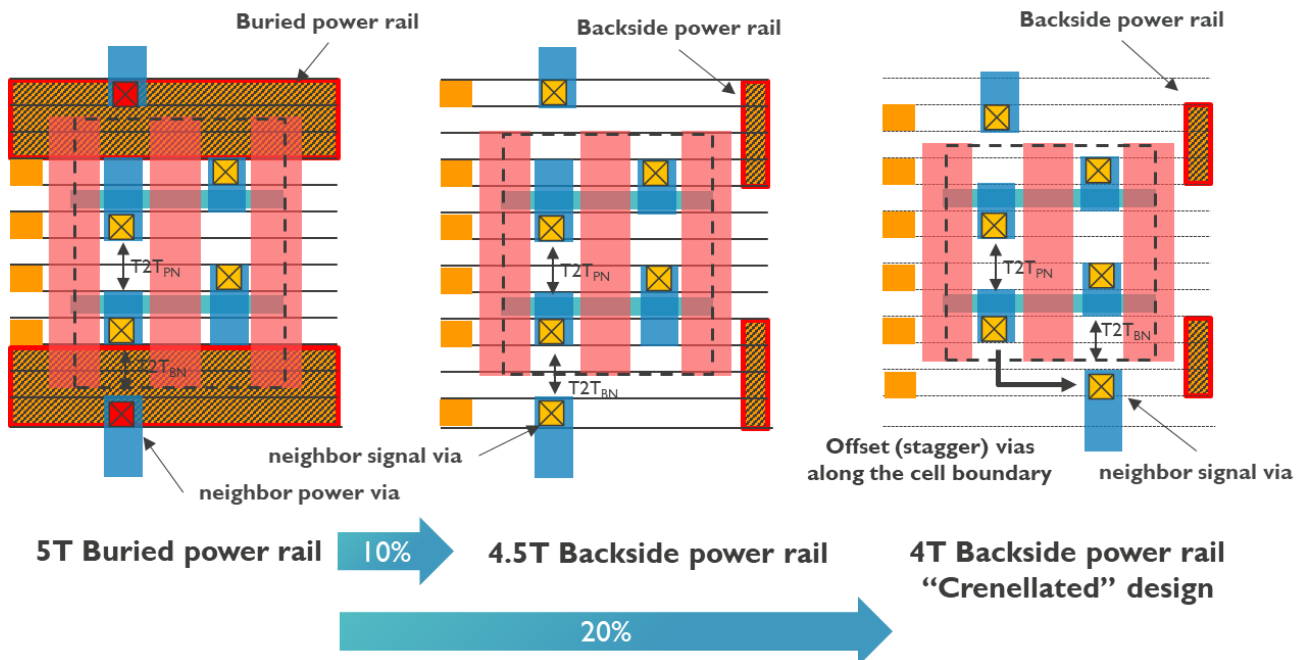 Buried power rail
Backside power rail
Backside power rail
T2TPN
T2TPN
T2TPN
T2TBN
T2TBN
T2TBN
neighbor signal via
neighbor power via
Offset (stagger) vias
along the cell boundary
neighbor signal via
5T Buried power rail
10%
4.5T Backside power rail
4T Backside power rail
“Crenellated” design
20%